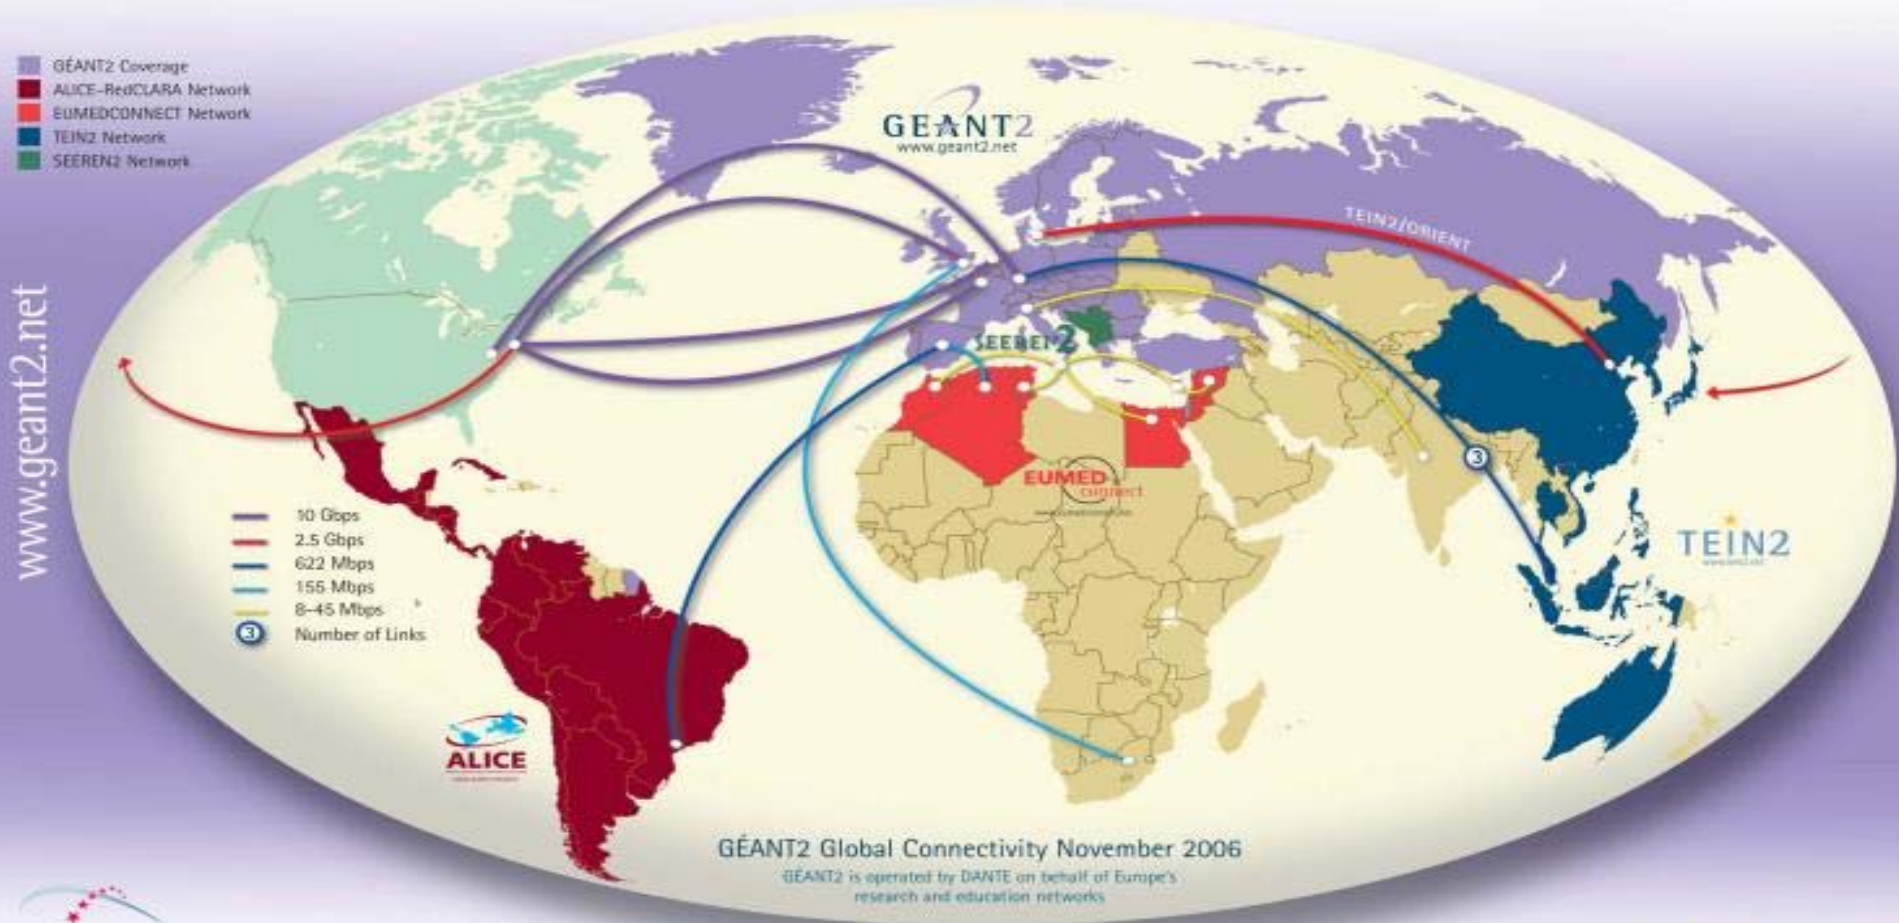 GÉANT2 Coverage
ALICE-RedCLARA Network
EUMEDCONNECT Network
TEIN2 Network
SEEREN2 Network
GEANT2
www.geant2.net
TEIN2/ORIENT
www.geant2.net
SEEREN2
3
EUMED
connect
10 Gbps
2.5 Gbps
622 Mbps
155 Mbps
8-45 Mbps
3 Number of Links
TEIN2
ALICE
GÉANT2 Global Connectivity November 2006
GÉANT2 is operated by DANTE on behalf of Europe's
research and education networks